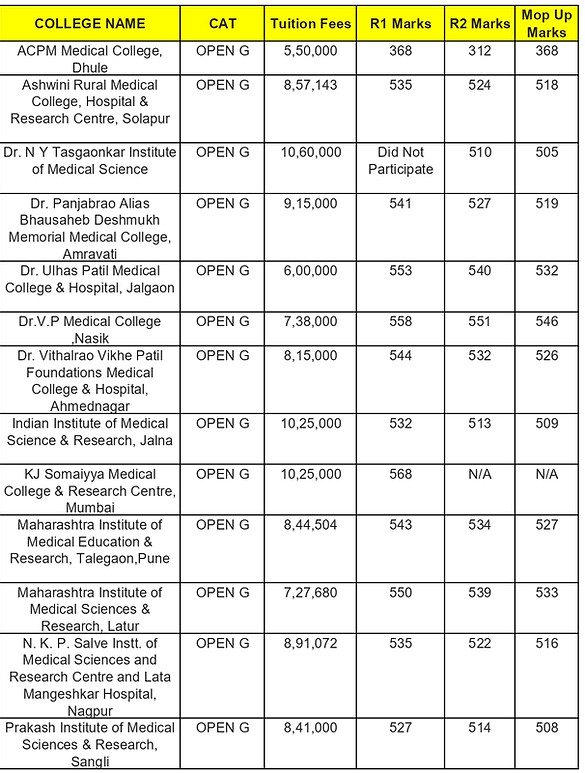 COLLEGE NAME CAT Tuition Fees R1 Marks R2 Marks Mop Up
Marks
ACPM Medical College, OPEN G 5,50,000 368 312 368
Dhule
Ashwini Rural Medical OPEN G 8,57,143 535 524 518
College, Hospital &
Research Centre, Solapur
Dr. N Y Tasgaonkar Institute OPEN G 10,60,000 Did Not 510 505
of Medical Science Participate
Dr. Panjabrao Alias OPEN G 9,15,000 541 527 519
Bhausaheb Deshmukh
Memorial Medical College,
Amravati
Dr. Ulhas Patil Medical OPEN G 6,00,000 553 540 532
College & Hospital, Jalgaon
Dr.V.P Medical College OPEN G 7,38,000 558 551 546
,Nasik
Dr. Vithalrao Vikhe Patil OPEN G 8,15,000 544 532 526
Foundations Medical
College & Hospital,
Ahmednagar
Indian Institute of Medical OPEN G 10,25,000 532 513 509
Science & Research, Jalna
KJ Somaiyya Medical OPEN G 10,25,000 568 N/A N/A
College & Research Centre,
Mumbai
Maharashtra Institute of OPEN G 8,44,504 543 534 527
Medical Education &
Research, Talegaon,Pune
Maharashtra Institute of OPEN G 7,27,680 550 539 533
Medical Sciences &
Research, Latur
N. K. P. Salve Instt. of OPEN G 8,91,072 535 522 516
Medical Sciences and
Research Centre and Lata
Mangeshkar Hospital,
Nagpur
Prakash Institute of Medical OPEN G 8,41,000 527 514 508
Sciences & Research,
Sangli